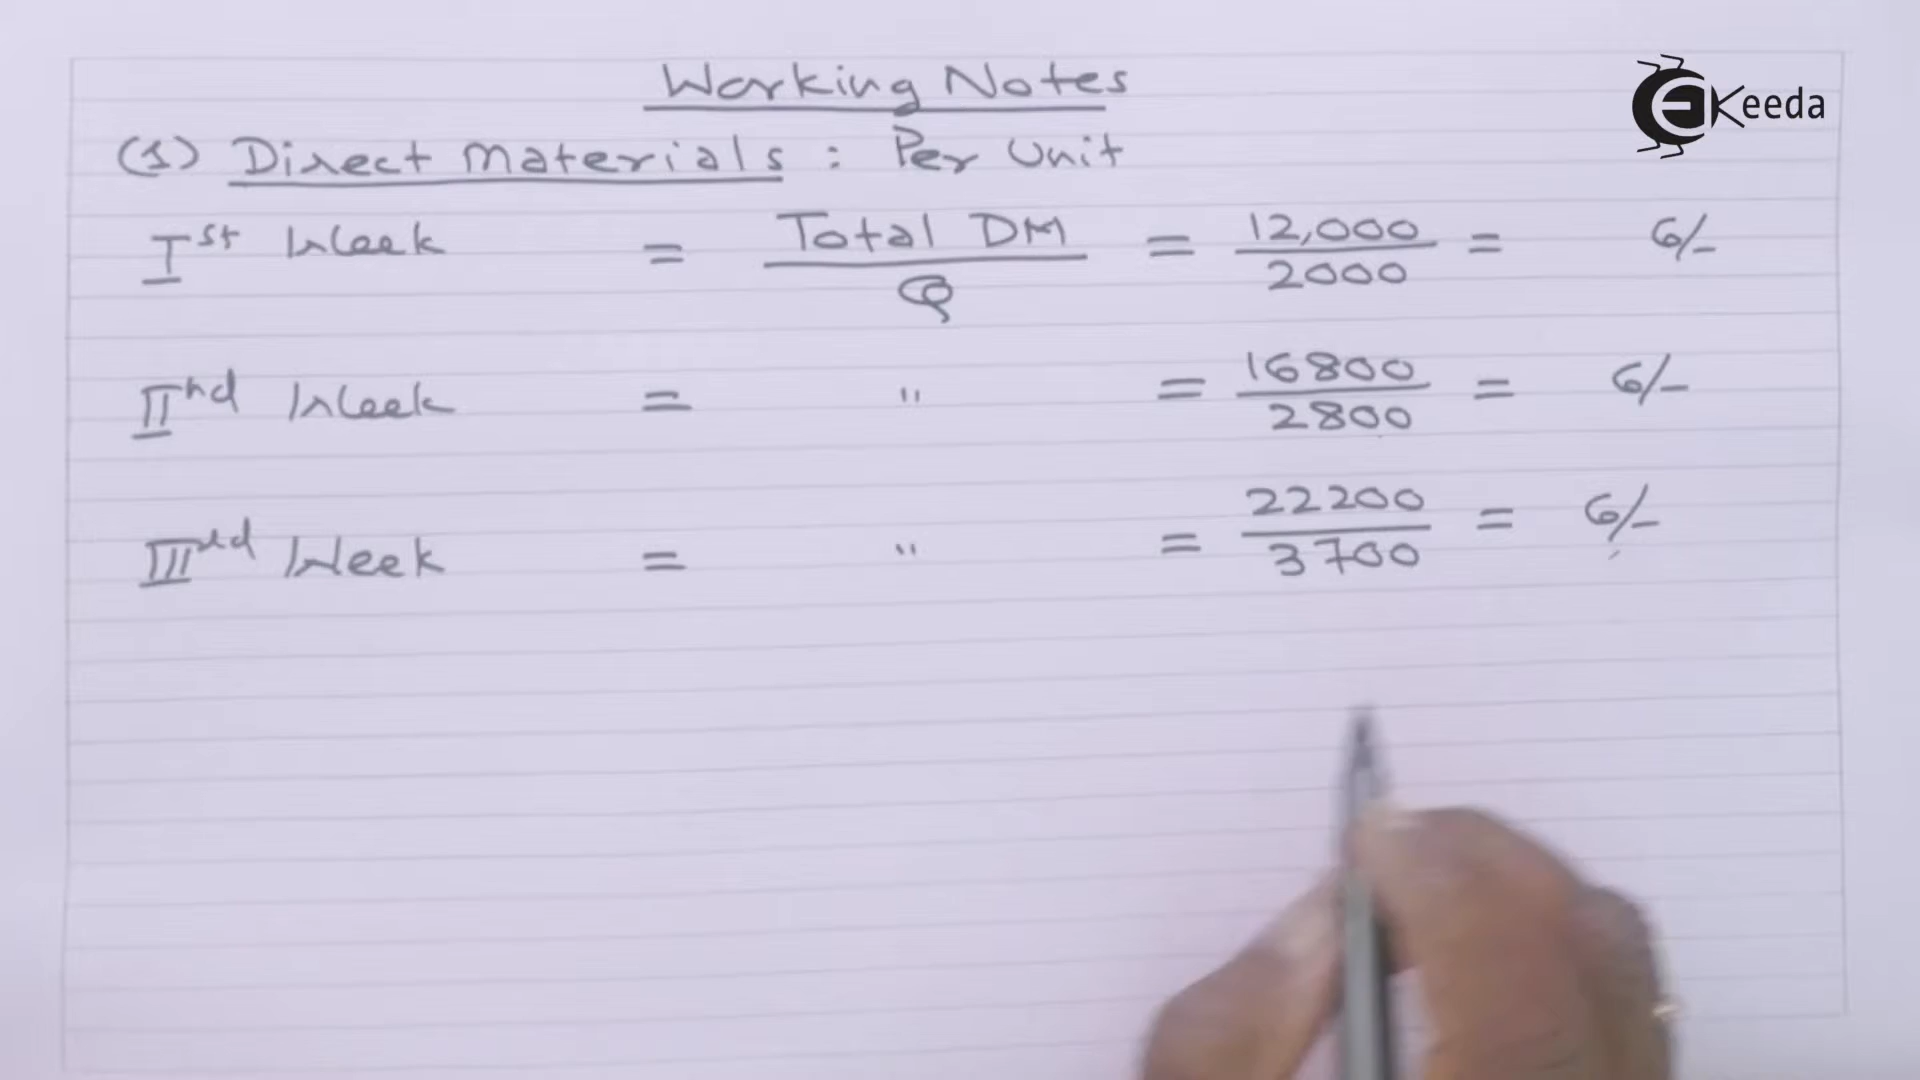 Working Notes
EKeeda
(1) Direct Materials : Per Unit
Ist Week = Total DM / Q = 12,000 / 2000 = 6/-
IInd Week = " = 16800 / 2800 = 6/-
IIIrd Week = " = 22200 / 3700 = 6/-